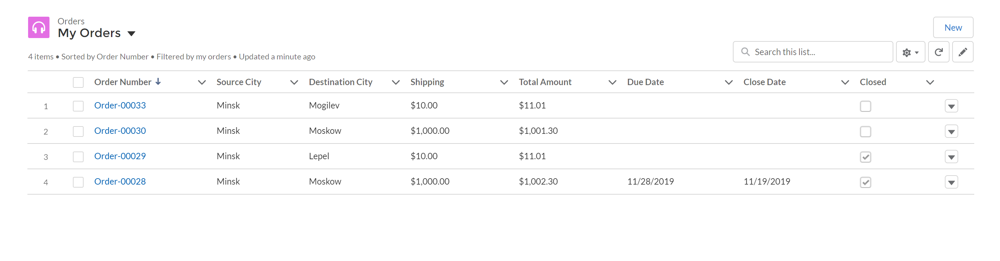 Orders
My Orders
New
4 items • Sorted by Order Number • Filtered by my orders • Updated a minute ago
Search this list...
Order Number Source City Destination City Shipping Total Amount Due Date Close Date Closed
1 Order-00033 Minsk Mogilev $10.00 $11.01
2 Order-00030 Minsk Moskow $1,000.00 $1,001.30
3 Order-00029 Minsk Lepel $10.00 $11.01
4 Order-00028 Minsk Moskow $1,000.00 $1,002.30 11/28/2019 11/19/2019